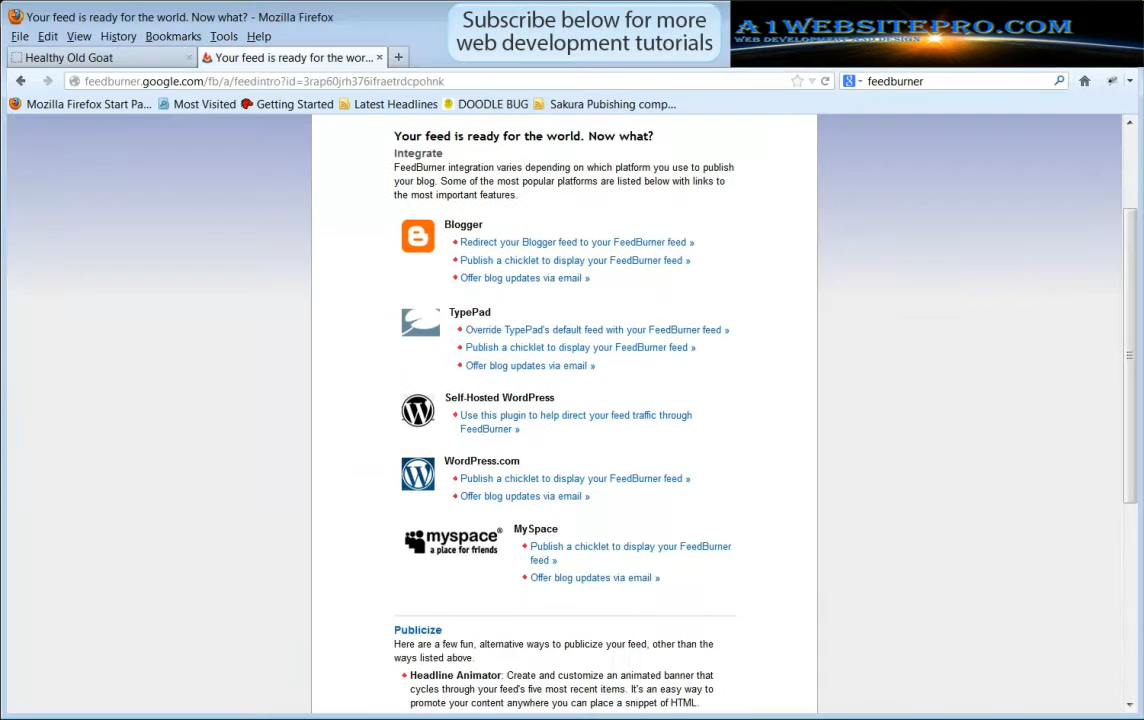 Your feed is ready for the world. Now what? - Mozilla Firefox
Subscribe below for more
web development tutorials
A1WEBSITEPRO.COM
WEB DEVELOPMENT AND DESIGN
File Edit View History Bookmarks Tools Help
Healthy Old Goat × Your feed is ready for the wor... × +
feedburner.google.com/fb/a/feedintro?id=3rap60jrh376ifraetrdcpohnk
feedburner
Mozilla Firefox Start Pa... Most Visited Getting Started Latest Headlines DOODLE BUG Sakura Pubishing comp...
Your feed is ready for the world. Now what?
Integrate
FeedBurner integration varies depending on which platform you use to publish
your blog. Some of the most popular platforms are listed below with links to
the most important features.
Blogger
Redirect your Blogger feed to your FeedBurner feed »
Publish a chicklet to display your FeedBurner feed »
Offer blog updates via email »
TypePad
Override TypePad's default feed with your FeedBurner feed »
Publish a chicklet to display your FeedBurner feed »
Offer blog updates via email »
Self-Hosted WordPress
Use this plugin to help direct your feed traffic through
FeedBurner »
WordPress.com
Publish a chicklet to display your FeedBurner feed »
Offer blog updates via email »
myspace®
a place for friends
MySpace
Publish a chicklet to display your FeedBurner
feed »
Offer blog updates via email »
Publicize
Here are a few fun, alternative ways to publicize your feed, other than the
ways listed above.
Headline Animator: Create and customize an animated banner that
cycles through your feed's five most recent items. It's an easy way to
promote your content anywhere you can place a snippet of HTML.